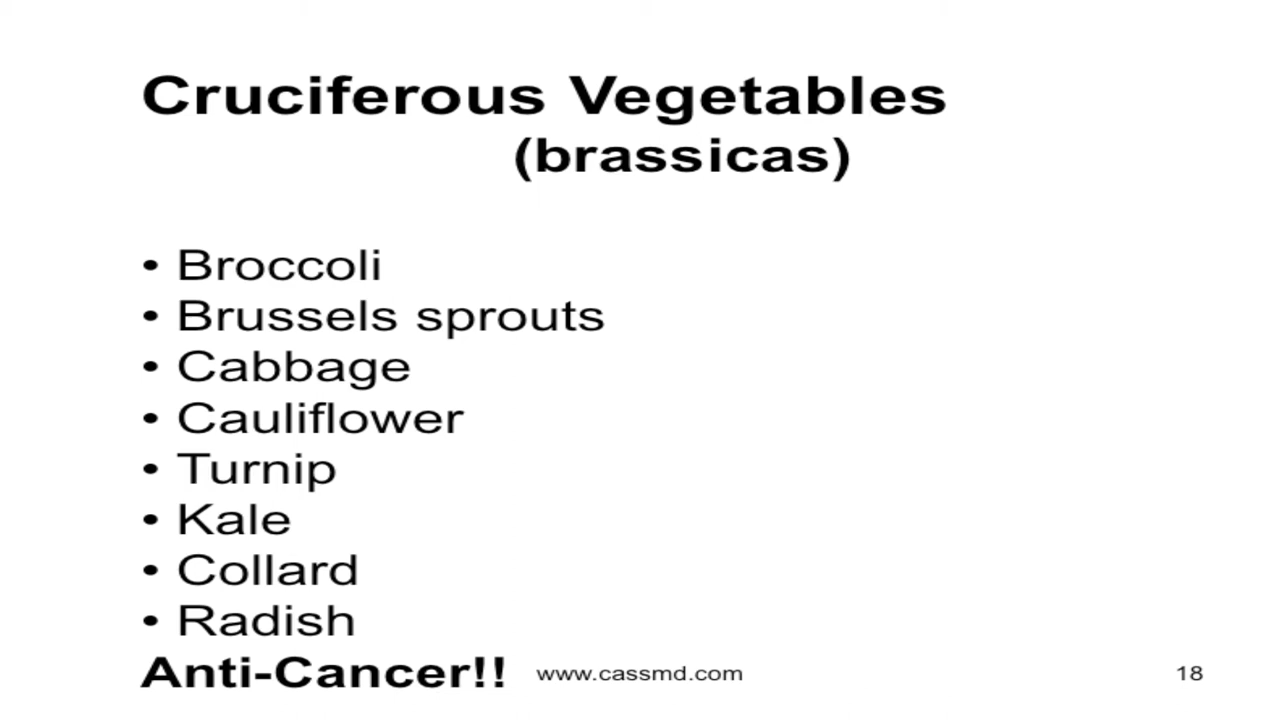 Cruciferous Vegetables
(brassicas)
• Broccoli
• Brussels sprouts
• Cabbage
• Cauliflower
• Turnip
• Kale
• Collard
• Radish
Anti-Cancer!! www.cassmd.com 18